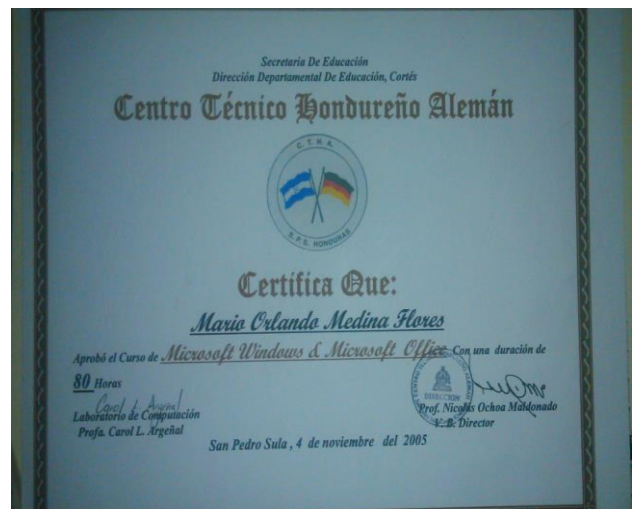 Secretaria De Educación
Dirección Departamental De Educación, Cortés
Centro Técnico Hondureño Alemán
C. T. H. A.
S. P. S. HONDURAS
Certifica Que:
Mario Orlando Medina Flores
Aprobó el Curso de Microsoft Windows & Microsoft Office Con una duración de
80 Horas
Carol L. Argeñal
DIRECCION
Laboratorio de Computación
Prof. Nicolás Ochoa Maldonado
Profa. Carol L. Argeñal
V. B. Director
San Pedro Sula , 4 de noviembre del 2005